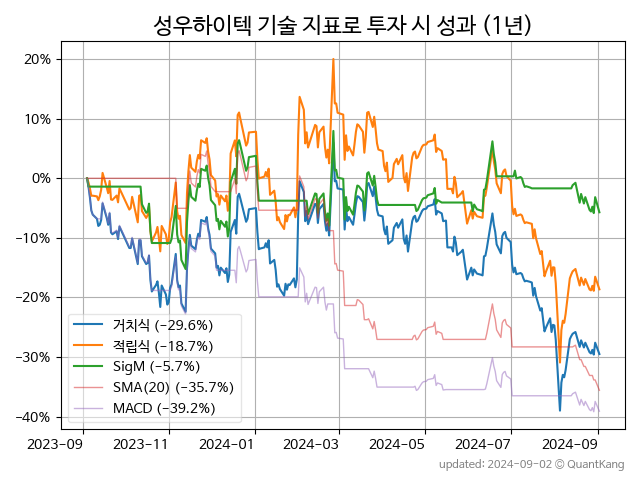 성우하이텍 기술 지표로 투자 시 성과 (1년)
20%
10%
0%
−10%
−20%
−30%
−40%
거치식 (−29.6%)
적립식 (−18.7%)
SigM (−5.7%)
SMA(20) (−35.7%)
MACD (−39.2%)
2023−09 2023−11 2024−01 2024−03 2024−05 2024−07 2024−09
updated: 2024−09−02 © QuantKang